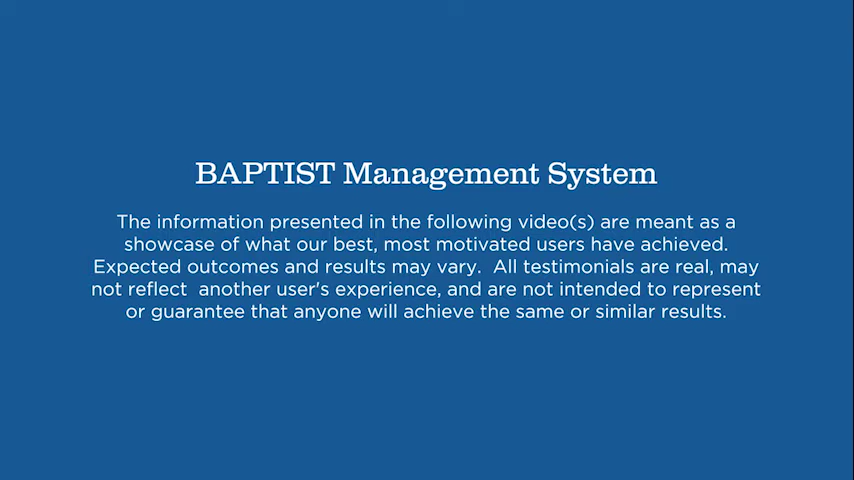 BAPTIST Management System
The information presented in the following video(s) are meant as a
showcase of what our best, most motivated users have achieved.
Expected outcomes and results may vary.  All testimonials are real, may
not reflect  another user's experience, and are not intended to represent
or guarantee that anyone will achieve the same or similar results.